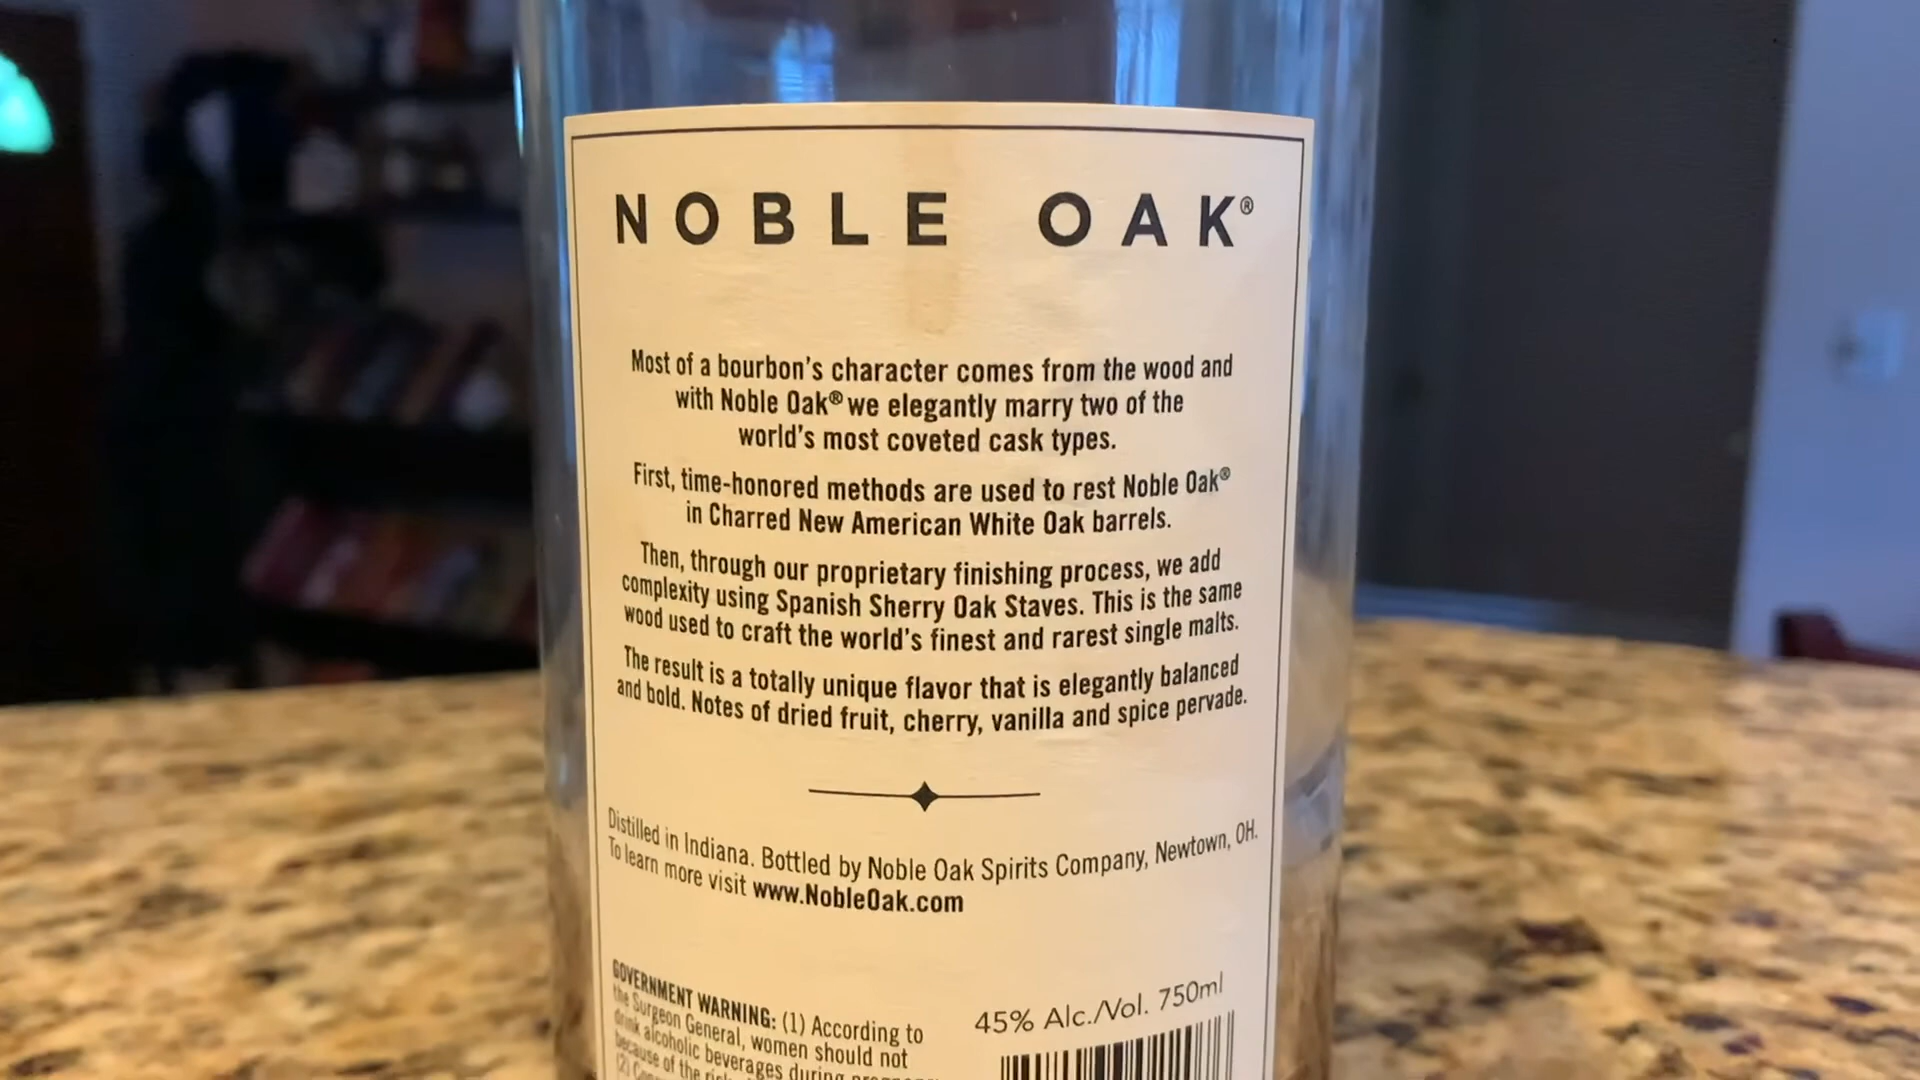 NOBLE OAK®
Most of a bourbon's character comes from the wood and
with Noble Oak® we elegantly marry two of the
world's most coveted cask types.
First, time-honored methods are used to rest Noble Oak®
in Charred New American White Oak barrels.
Then, through our proprietary finishing process, we add
complexity using Spanish Sherry Oak Staves. This is the same
wood used to craft the world's finest and rarest single malts.
The result is a totally unique flavor that is elegantly balanced
and bold. Notes of dried fruit, cherry, vanilla and spice pervade.
Distilled in Indiana. Bottled by Noble Oak Spirits Company, Newtown, OH.
To learn more visit www.NobleOak.com
GOVERNMENT WARNING: (1) According to
the Surgeon General, women should not
drink alcoholic beverages during
because of the
(2)
45% Alc./Vol. 750ml